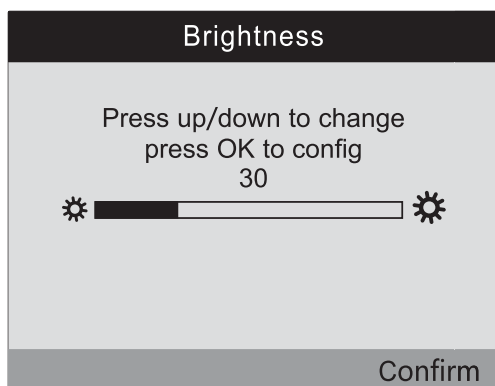 Brightness
Press up/down to change
press OK to config
30
Confirm